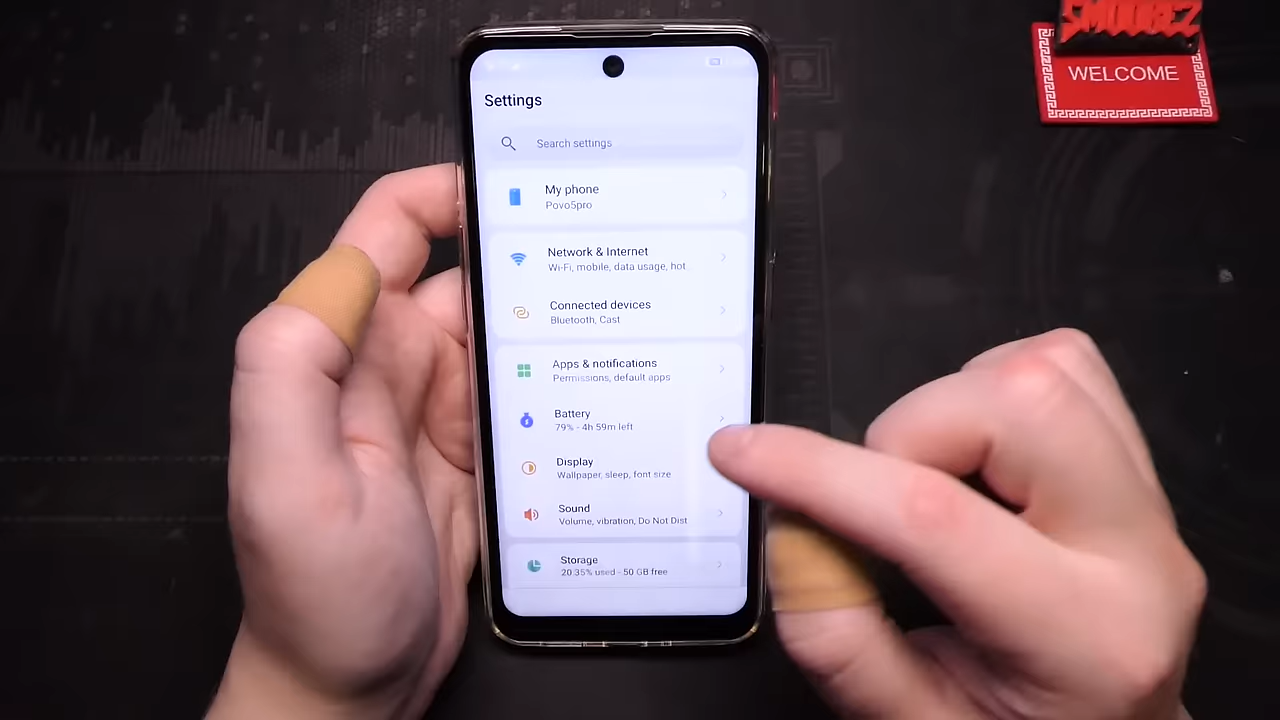 SMOOREZ
WELCOME
Settings
Search settings
My phone
Povo5pro
Network & Internet
Wi-Fi, mobile, data usage, hot
Connected devices
Bluetooth, Cast
Apps & notifications
Permissions, default apps
Battery
79% - 4h 59m left
Display
Wallpaper, sleep, font size
Sound
Volume, vibration, Do Not Dist
Storage
20.35% used - 50 GB free